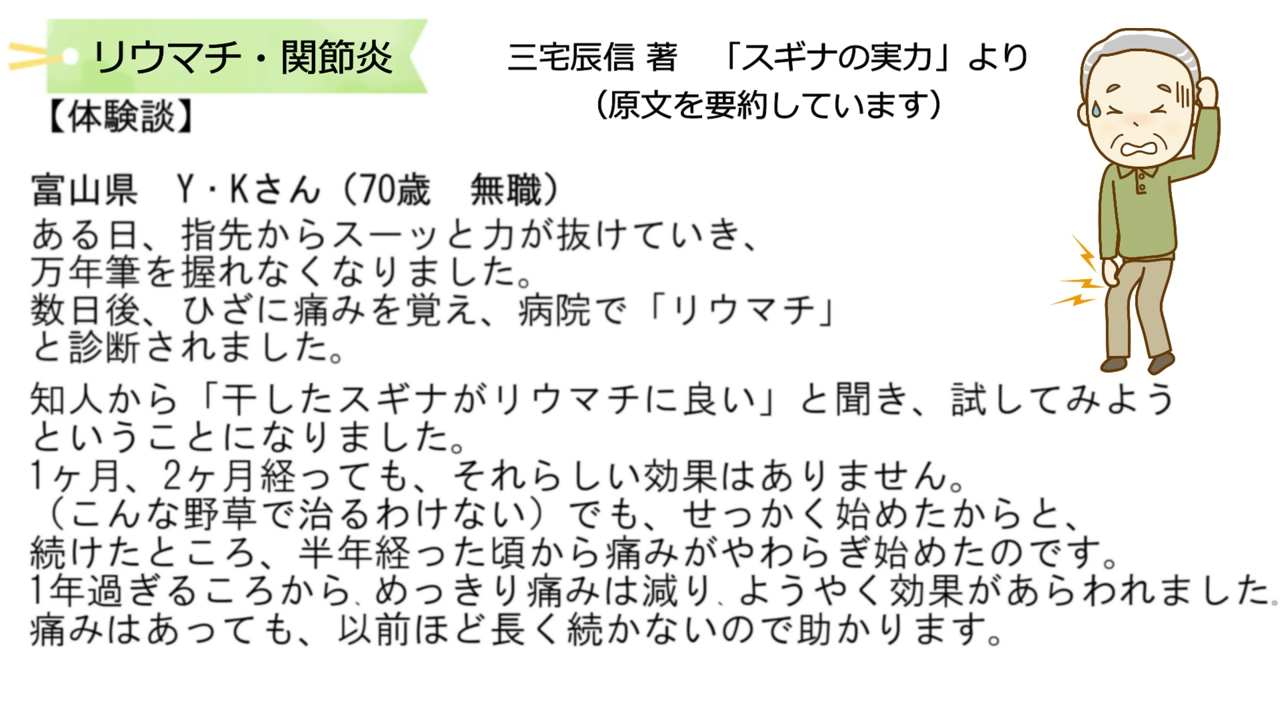 リウマチ・関節炎
三宅辰信 著　「スギナの実力」より
（原文を要約しています）
【体験談】
富山県　Y・Kさん（70歳　無職）
ある日、指先からスーッと力が抜けていき、
万年筆を握れなくなりました。
数日後、ひざに痛みを覚え、病院で「リウマチ」
と診断されました。
知人から「干したスギナがリウマチに良い」と聞き、試してみよう
ということになりました。
1ヶ月、2ヶ月経っても、それらしい効果はありません。
（こんな野草で治るわけない）でも、せっかく始めたからと、
続けたところ、半年経った頃から痛みがやわらぎ始めたのです。
1年過ぎるころから、めっきり痛みは減り、ようやく効果があらわれました。
痛みはあっても、以前ほど長く続かないので助かります。